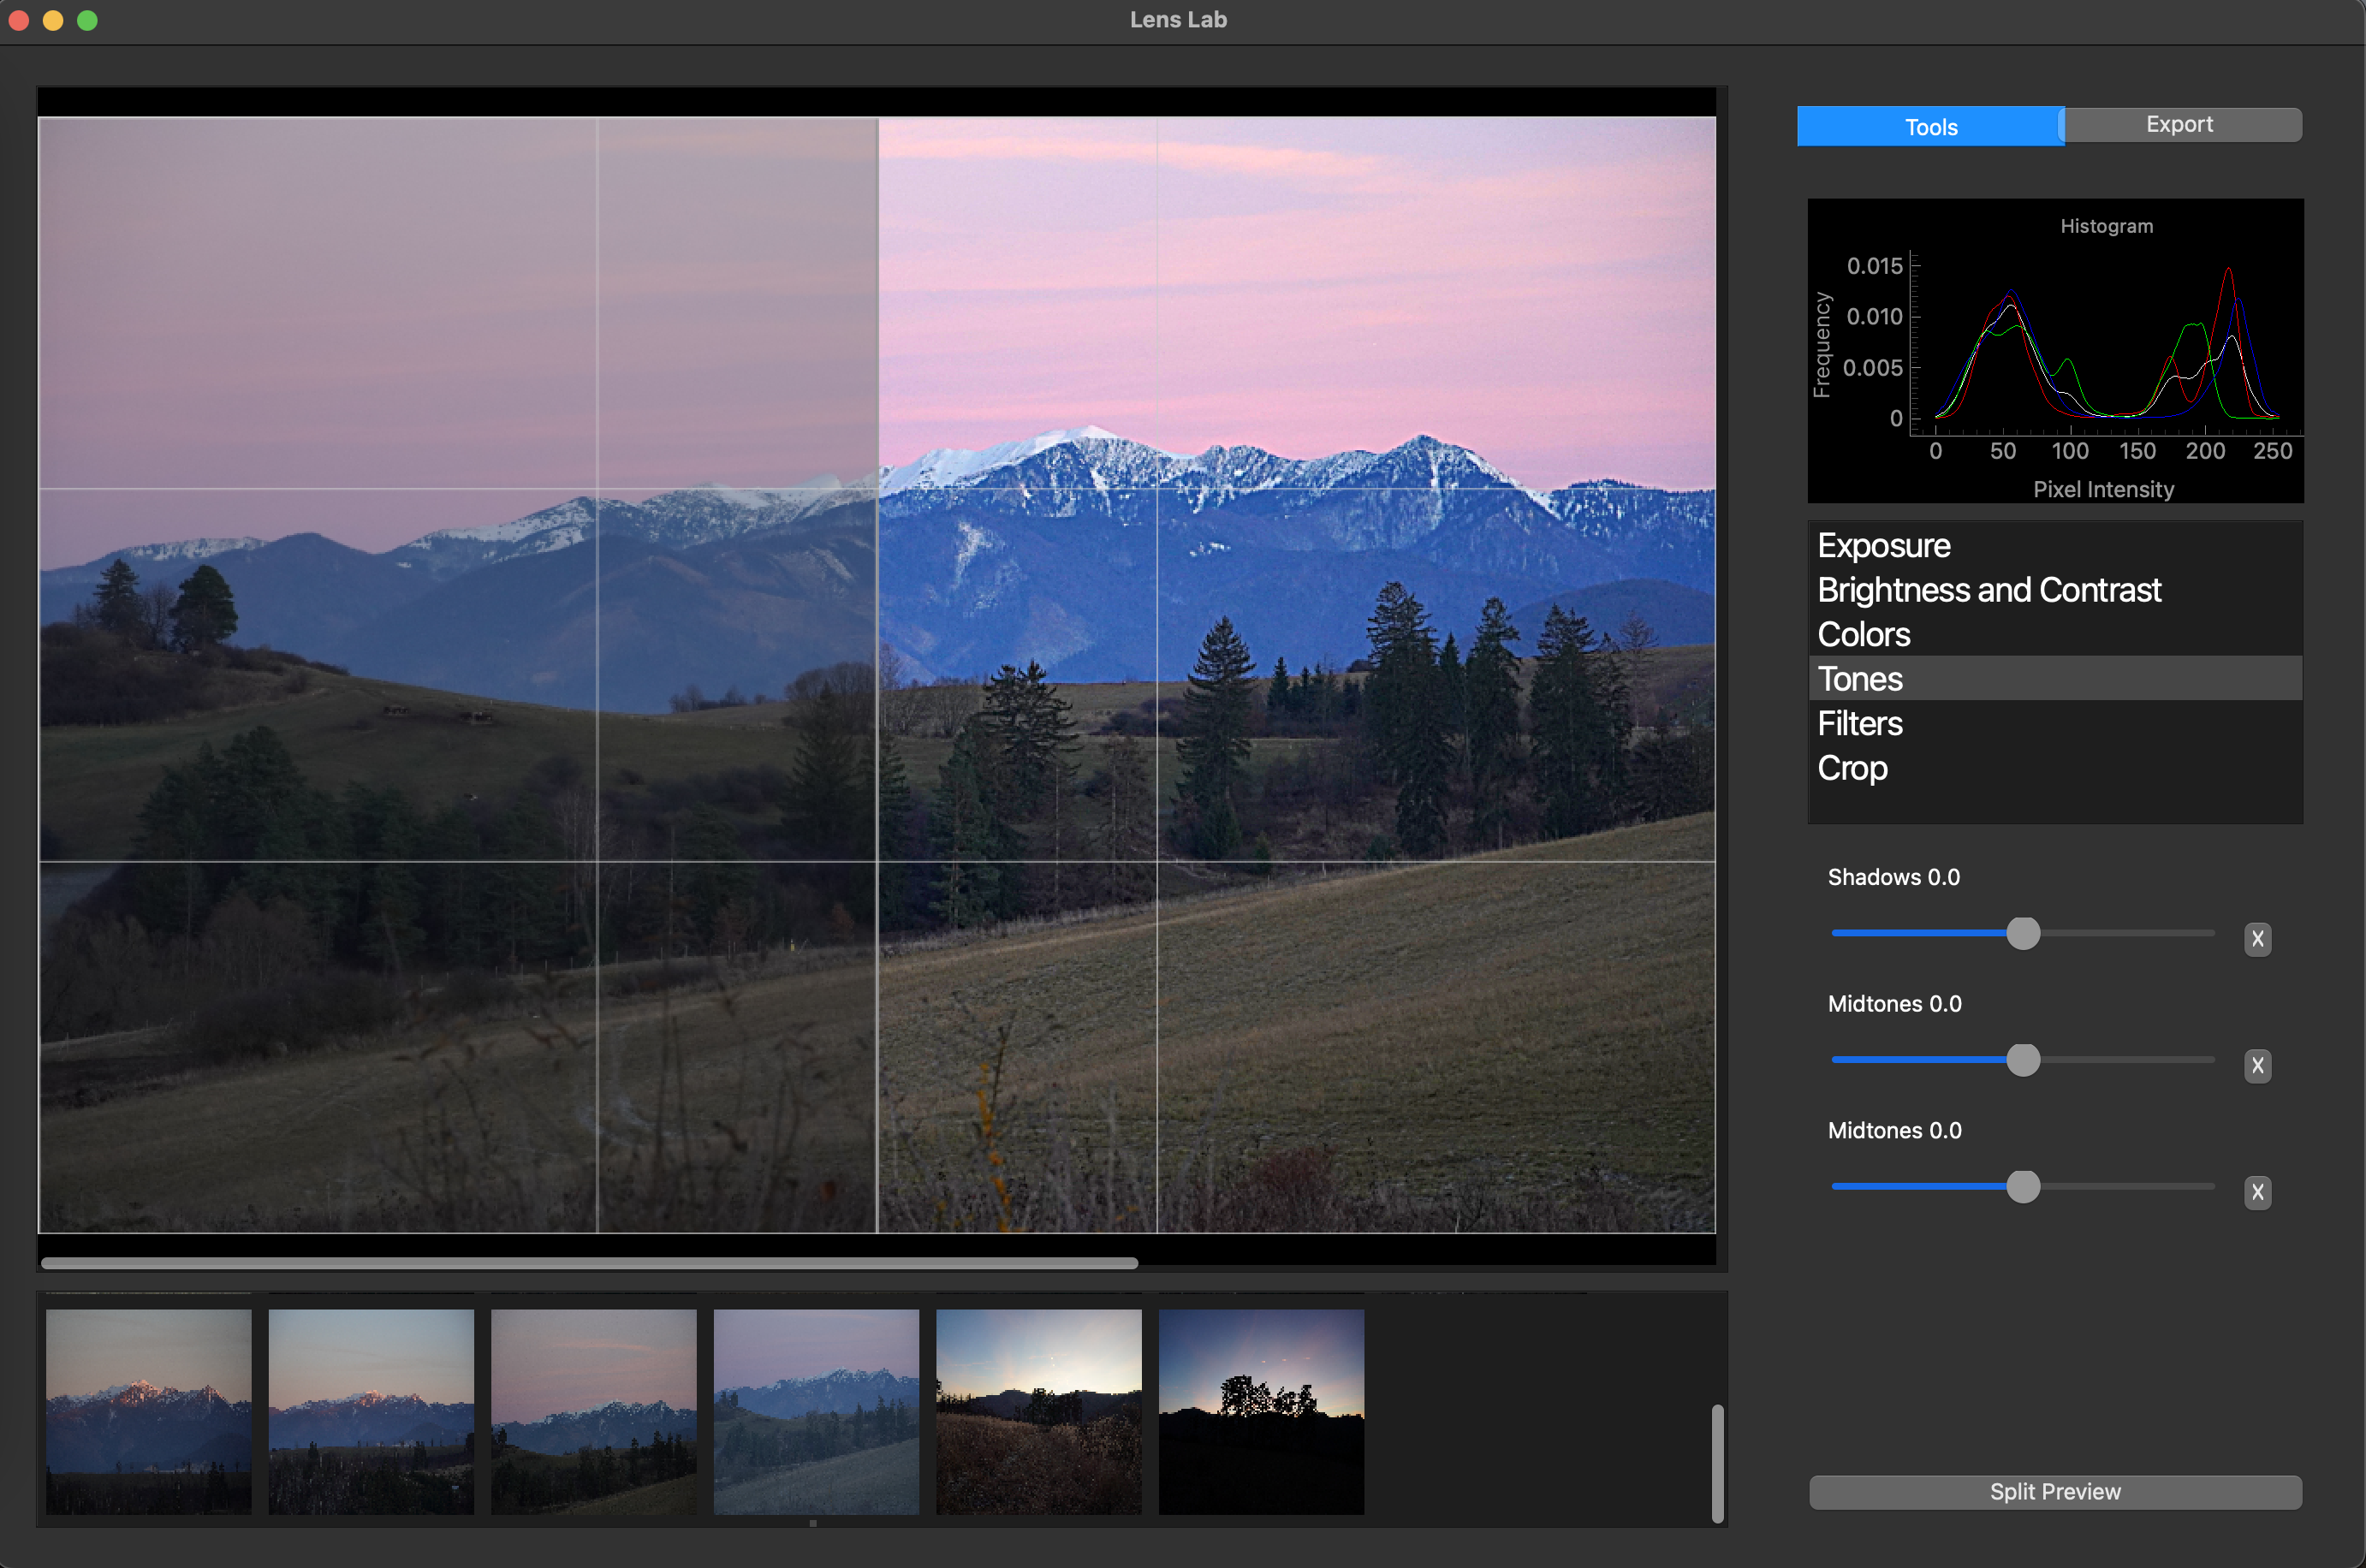 Lens Lab
Tools
Export
Histogram
Frequency
0.015
0.010
0.005
0
0 50 100 150 200 250
Pixel Intensity
Exposure
Brightness and Contrast
Colors
Tones
Filters
Crop
Shadows 0.0
X
Midtones 0.0
X
Midtones 0.0
X
Split Preview